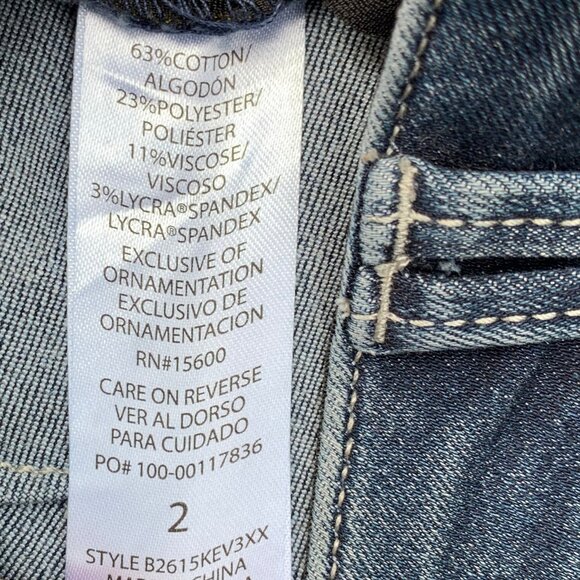 63%COTTON/
ALGODÓN
23%POLYESTER/
POLIÉSTER
11%VISCOSE/
VISCOSO
3%LYCRA®SPANDEX/
LYCRA®SPANDEX
EXCLUSIVE OF
ORNAMENTATION
EXCLUSIVO DE
ORNAMENTACION
RN#15600
CARE ON REVERSE
VER AL DORSO
PARA CUIDADO
PO# 100-00117836
2
STYLE B2615KEV3XX
CHINA